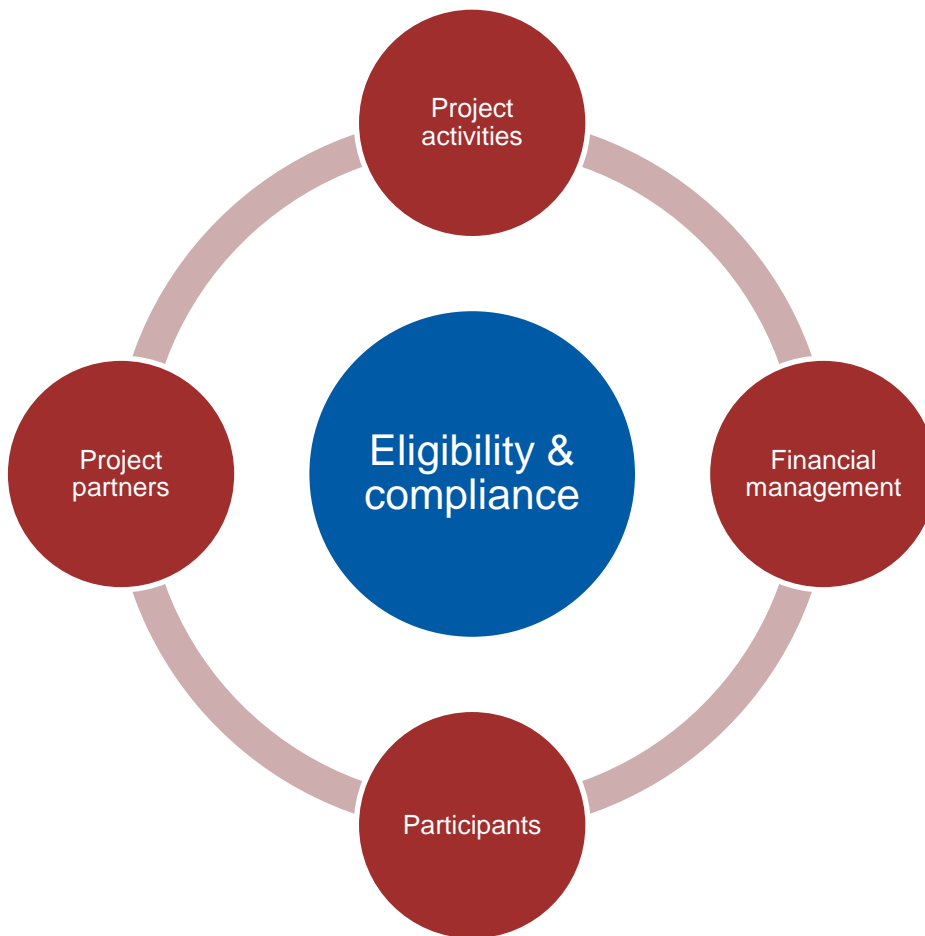 Project
activities
Project
partners
Eligibility &
compliance
Financial
management
Participants